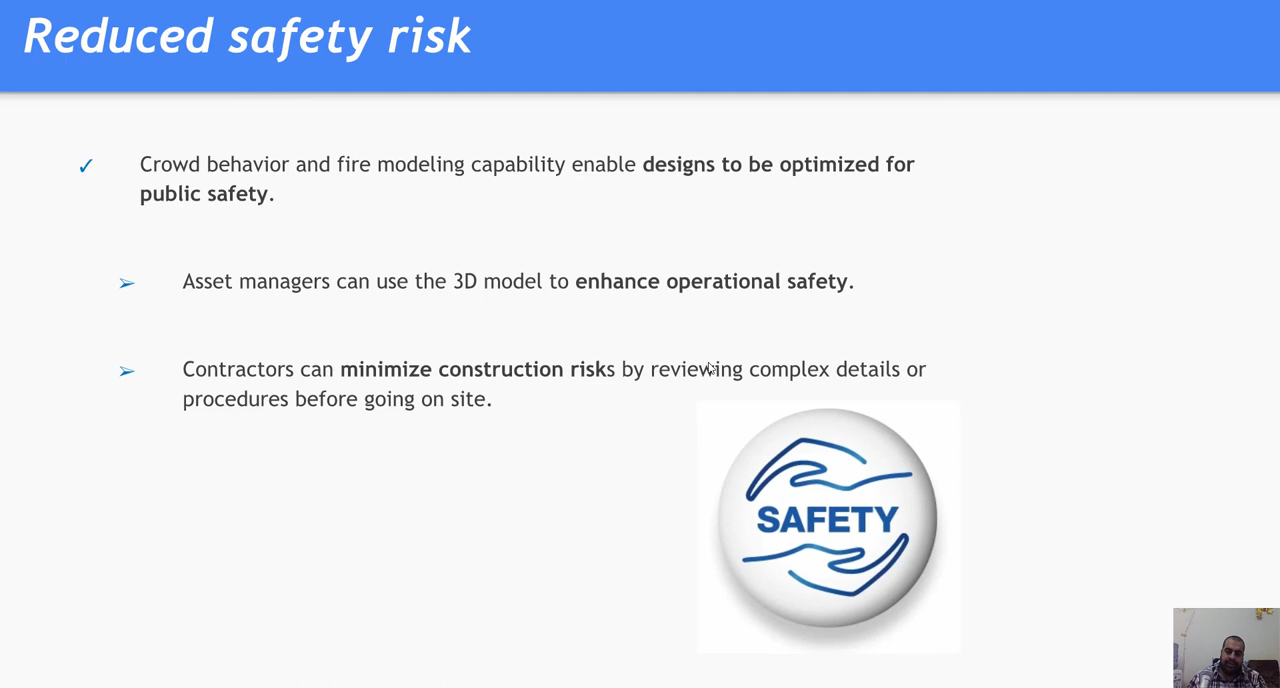 Reduced safety risk
✓ Crowd behavior and fire modeling capability enable designs to be optimized for
public safety.
➢ Asset managers can use the 3D model to enhance operational safety.
➢ Contractors can minimize construction risks by reviewing complex details or
procedures before going on site.
SAFETY